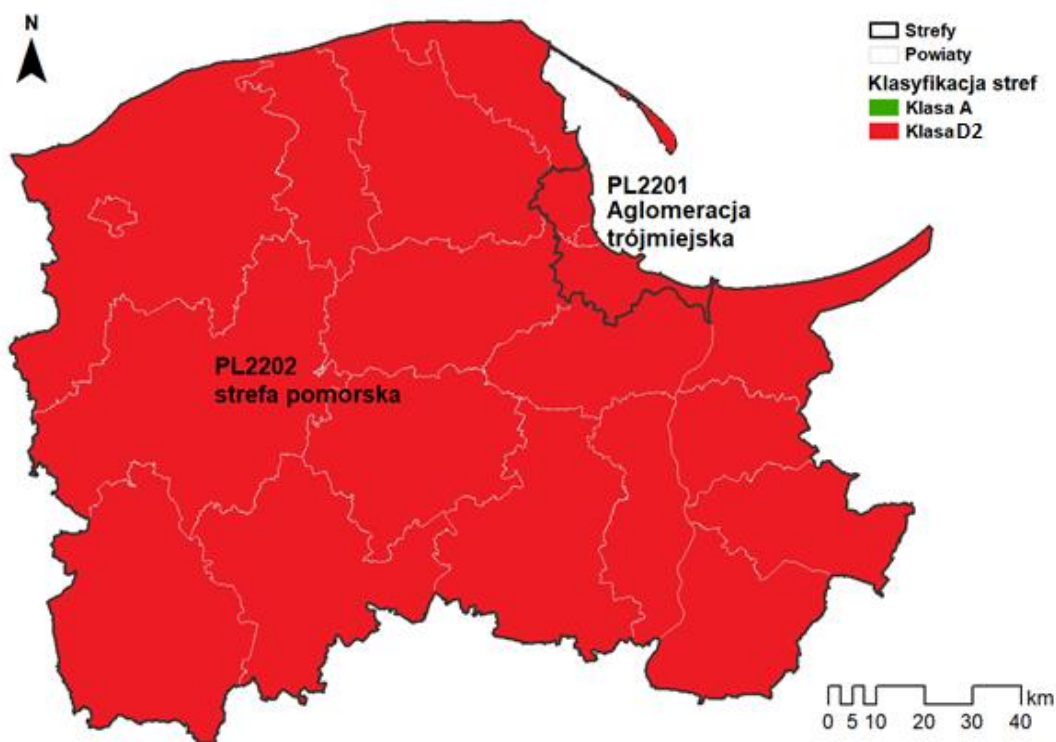 N
Strefy
Powiaty
Klasyfikacja stref
Klasa A
Klasa D2
PL2201
Aglomeracja
trójmiejska
PL2202
strefa pomorska
km
0 5 10 20 30 40